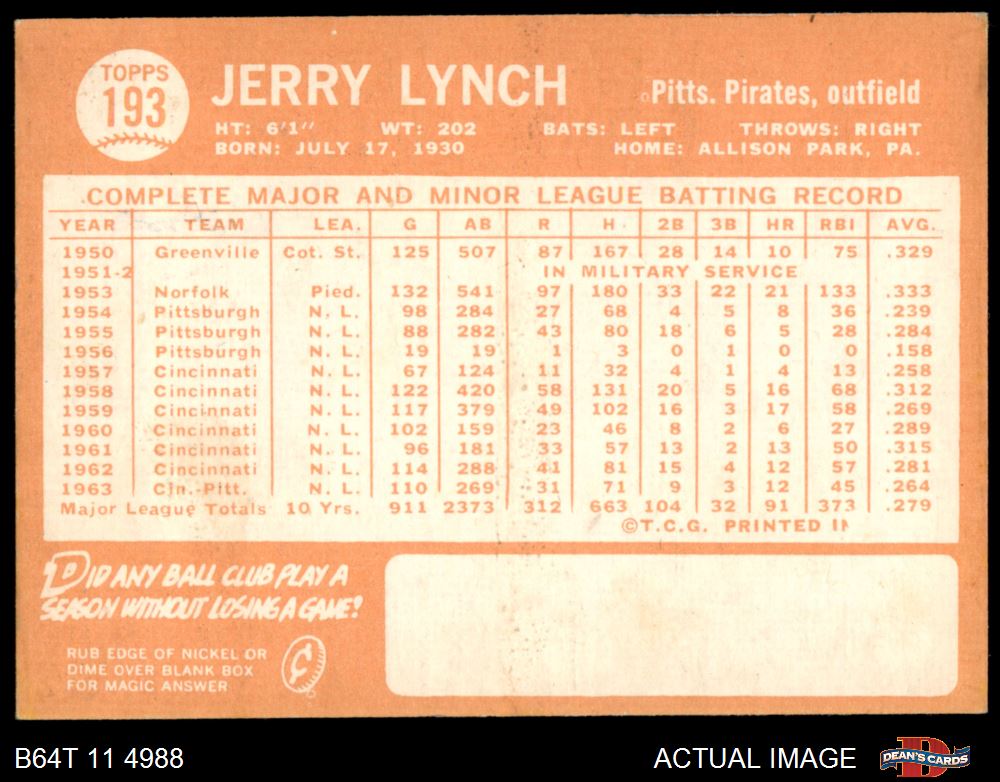 TOPPS
193
JERRY LYNCH
Pitts. Pirates, outfield
HT: 6'1" WT: 202 BATS: LEFT THROWS: RIGHT
BORN: JULY 17, 1930 HOME: ALLISON PARK, PA.
COMPLETE MAJOR AND MINOR LEAGUE BATTING RECORD
YEAR TEAM LEA. G AB R H 2B 3B HR RBI AVG.
1950 Greenville Cot. St. 125 507 87 167 28 14 10 75 .329
1951-2 IN MILITARY SERVICE
1953 Norfolk Pied. 132 541 97 180 33 22 21 133 .333
1954 Pittsburgh N. L. 98 284 27 68 4 5 8 36 .239
1955 Pittsburgh N. L. 88 282 43 80 18 6 5 28 .284
1956 Pittsburgh N. L. 19 19 1 3 0 1 0 0 .158
1957 Cincinnati N. L. 67 124 11 32 4 1 4 13 .258
1958 Cincinnati N. L. 122 420 58 131 20 5 16 68 .312
1959 Cincinnati N. L. 117 379 49 102 16 3 17 58 .269
1960 Cincinnati N. L. 102 159 23 46 8 2 6 27 .289
1961 Cincinnati N. L. 96 181 33 57 13 2 13 50 .315
1962 Cincinnati N. L. 114 288 41 81 15 4 12 57 .281
1963 Cin.-Pitt. N. L. 110 269 31 71 9 3 12 45 .264
Major League Totals 10 Yrs. 911 2373 312 663 104 32 91 373 .279
©T.C.G. PRINTED IN
DID ANY BALL CLUB PLAY A
SEASON WITHOUT LOSING A GAME?
RUB EDGE OF NICKEL OR
DIME OVER BLANK BOX
FOR MAGIC ANSWER
B64T 11 4988
ACTUAL IMAGE
DEAN'S CARDS